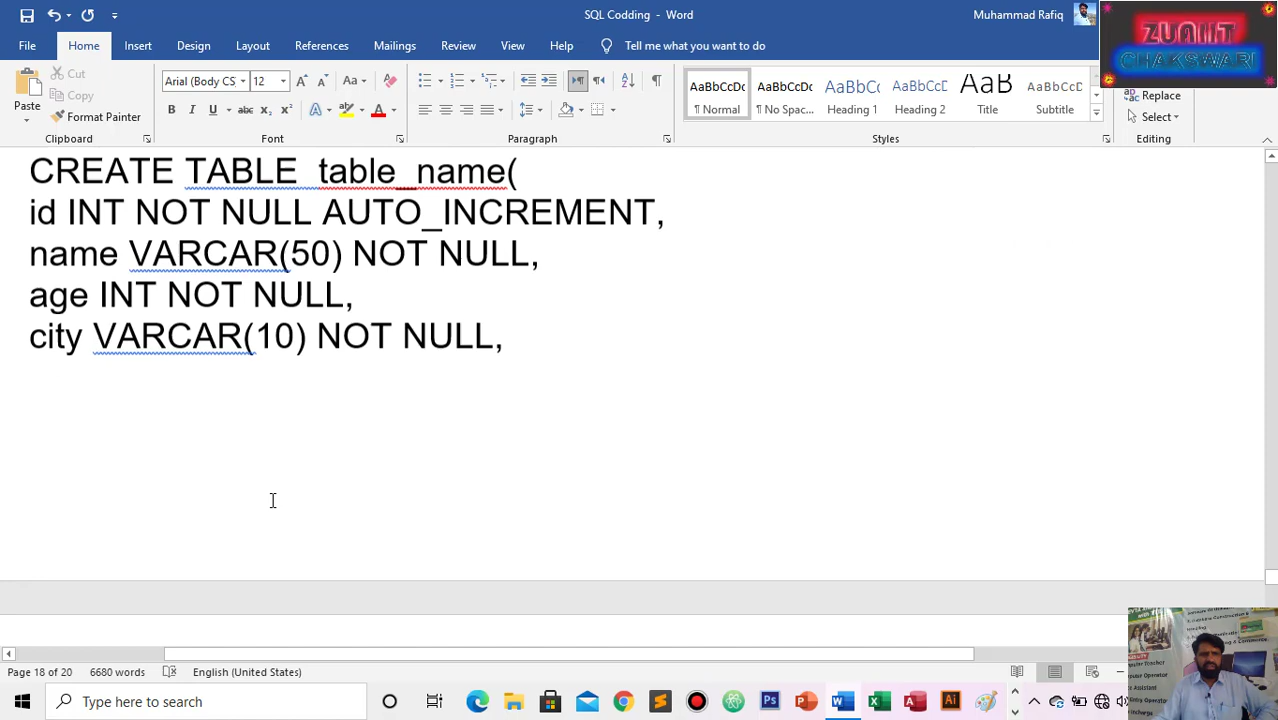 SQL Codding - Word
Muhammad Rafiq
ZUAIIT
CHAKSWARI
File Home Insert Design Layout References Mailings Review View Help Tell me what you want to do
Paste
Cut
Copy
Format Painter
Clipboard
Arial (Body CS 12
Font
Paragraph
AaBbCcDc AaBbCcDc AaBbCc AaBbCcD AaB AaBbCcD
¶ Normal ¶ No Spac... Heading 1 Heading 2 Title Subtitle
Styles
Replace
Select
Editing
CREATE TABLE table_name(
id INT NOT NULL AUTO_INCREMENT,
name VARCAR(50) NOT NULL,
age INT NOT NULL,
city VARCAR(10) NOT NULL,
Page 18 of 20 6680 words English (United States)
Type here to search